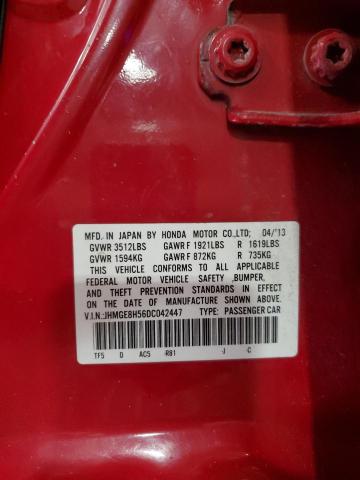 MFD. IN JAPAN BY HONDA MOTOR CO.,LTD; 04/'13
GVWR 3512LBS GAWR F 1921LBS R 1619LBS
GVWR 1594KG GAWR F 872KG R 735KG
THIS VEHICLE CONFORMS TO ALL APPLICABLE
FEDERAL MOTOR VEHICLE SAFETY ,BUMPER,
AND THEFT PREVENTION STANDARDS IN EFFECT
ON THE DATE OF MANUFACTURE SHOWN ABOVE.
V.I.N.:JHMGE8H56DC042447 TYPE: PASSENGER CAR
TF5 D AC5 -R81 -J -C